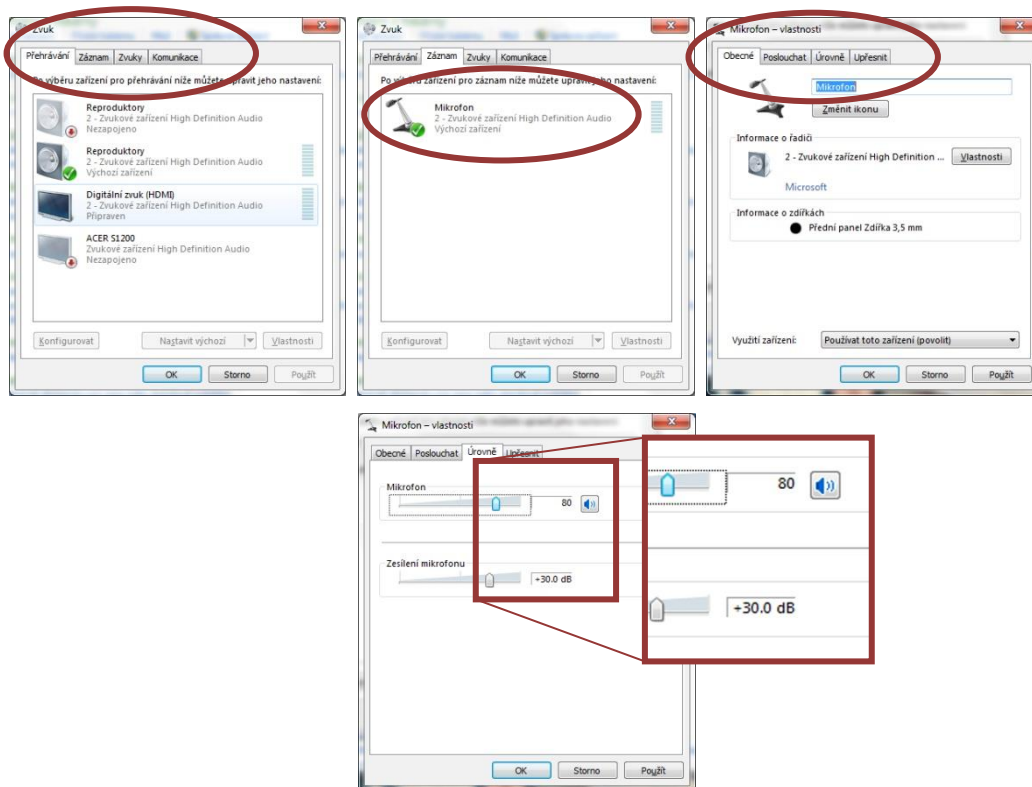 Zvuk
Přehrávání Záznam Zvuky Komunikace
Po výběru zařízení pro přehrávání níže můžete upravit jeho nastavení:
Reproduktory
2 - Zvukové zařízení High Definition Audio
Nezapojeno
Reproduktory
2 - Zvukové zařízení High Definition Audio
Výchozí zařízení
Digitální zvuk (HDMI)
2 - Zvukové zařízení High Definition Audio
Připraven
ACER S1200
Zvukové zařízení High Definition Audio
Nezapojeno
Konfigurovat Nastavit výchozí Vlastnosti
OK Storno Použít
Zvuk
Přehrávání Záznam Zvuky Komunikace
Po výběru zařízení pro záznam níže můžete upravit jeho nastavení:
Mikrofon
2 - Zvukové zařízení High Definition Audio
Výchozí zařízení
Konfigurovat Nastavit výchozí Vlastnosti
OK Storno Použít
Mikrofon – vlastnosti
Obecné Poslouchat Úrovně Upřesnit
Mikrofon
Změnit ikonu
Informace o řadiči
2 - Zvukové zařízení High Definition ... Vlastnosti
Microsoft
Informace o zdířkách
Přední panel Zdířka 3,5 mm
Využití zařízení: Používat toto zařízení (povolit)
OK Storno Použít
Mikrofon – vlastnosti
Obecné Poslouchat Úrovně Upřesnit
Mikrofon
80
Zesílení mikrofonu
+30.0 dB
OK Storno Použít
80
+30.0 dB